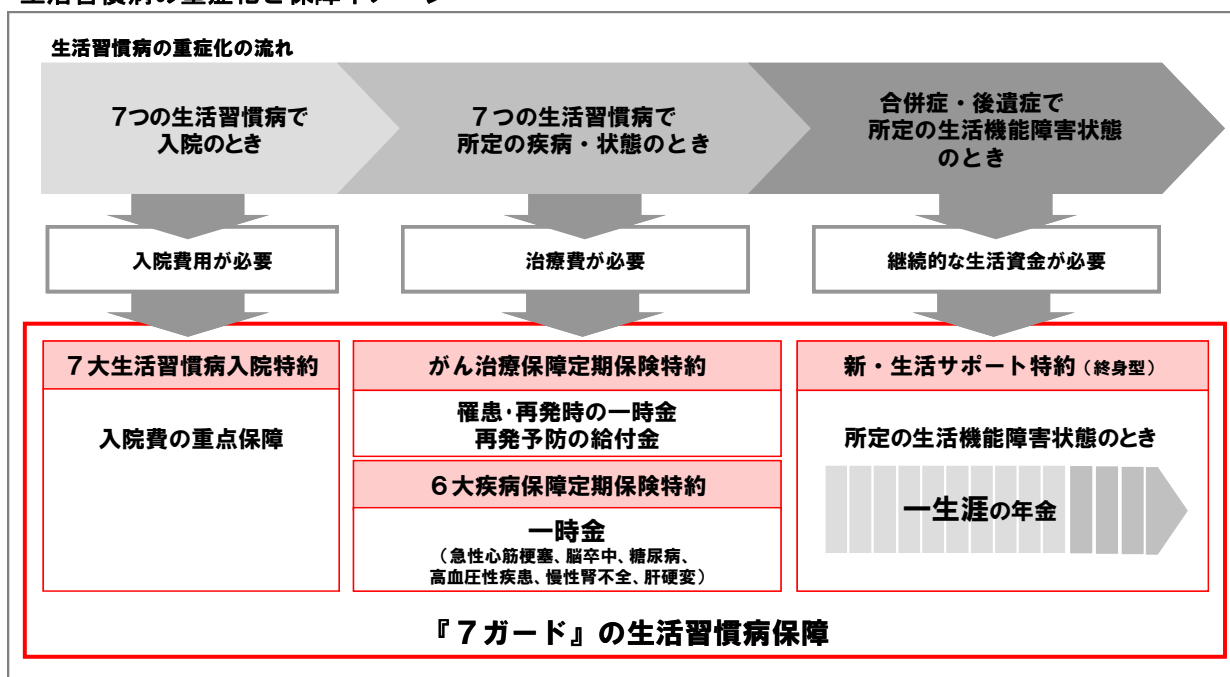 生活習慣病の重症化の流れ
7つの生活習慣病で
入院のとき
７つの生活習慣病で
所定の疾病・状態のとき
合併症・後遺症で
所定の生活機能障害状態
のとき
入院費用が必要
治療費が必要
継続的な生活資金が必要
７大生活習慣病入院特約
入院費の重点保障
がん治療保障定期保険特約
罹患・再発時の一時金
再発予防の給付金
６大疾病保障定期保険特約
一時金
（急性心筋梗塞、脳卒中、糖尿病、
高血圧性疾患、慢性腎不全、肝硬変）
新・生活サポート特約（終身型）
所定の生活機能障害状態のとき
一生涯の年金
『７ガード』の生活習慣病保障